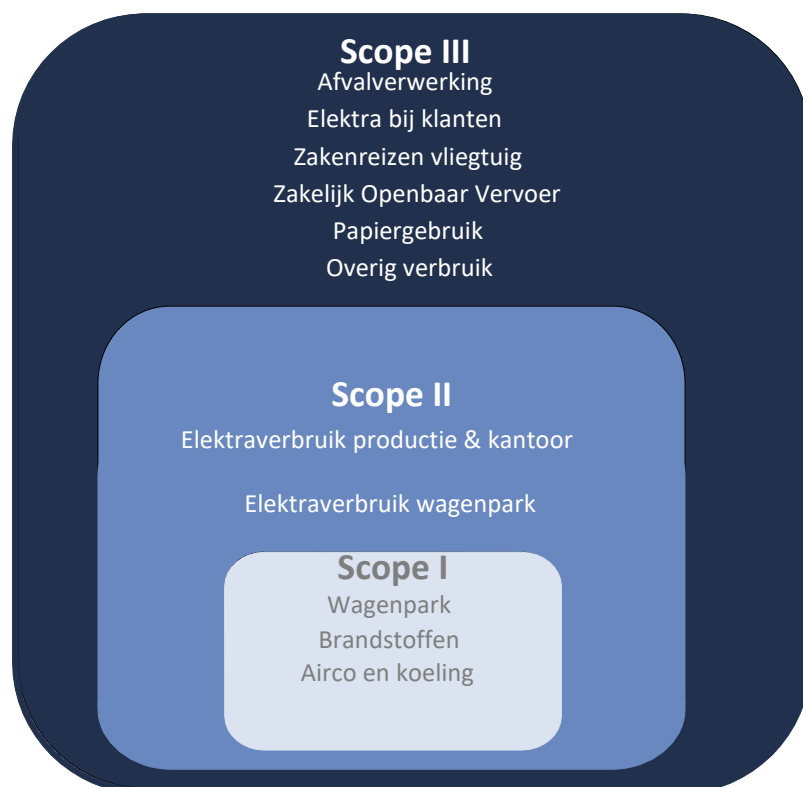 Scope III
Afvalverwerking
Elektra bij klanten
Zakenreizen vliegtuig
Zakelijk Openbaar Vervoer
Papiergebruik
Overig verbruik
Scope II
Elektraverbruik productie & kantoor
Elektraverbruik wagenpark
Scope I
Wagenpark
Brandstoffen
Airco en koeling